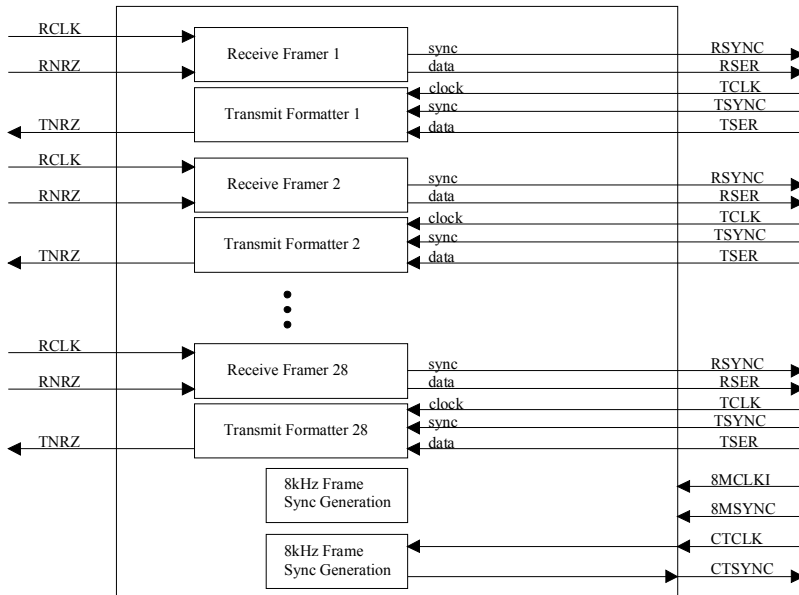 RCLK
Receive Framer 1
sync
RSYNC
RNRZ
data
RSER
clock
TCLK
Transmit Formatter 1
sync
TSYNC
TNRZ
data
TSER
RCLK
Receive Framer 2
sync
RSYNC
RNRZ
data
RSER
clock
TCLK
Transmit Formatter 2
sync
TSYNC
TNRZ
data
TSER
RCLK
Receive Framer 28
sync
RSYNC
RNRZ
data
RSER
clock
TCLK
Transmit Formatter 28
sync
TSYNC
TNRZ
data
TSER
8kHz Frame
Sync Generation
8MCLKI
8MSYNC
8kHz Frame
Sync Generation
CTCLK
CTSYNC